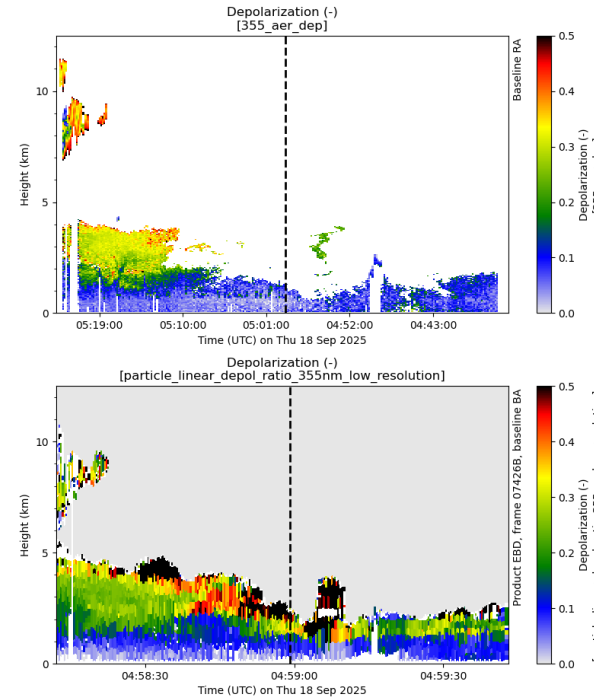 Depolarization (-)
[355_aer_dep]
Height (km)
10
5
0
05:19:00
05:10:00
05:01:00
04:52:00
04:43:00
Time (UTC) on Thu 18 Sep 2025
Baseline RA
0.5
0.4
0.3
0.2
0.1
0.0
Depolarization (-)
Depolarization (-)
[particle_linear_depol_ratio_355nm_low_resolution]
Height (km)
10
5
0
04:58:30
04:59:00
04:59:30
Time (UTC) on Thu 18 Sep 2025
Product EBD, frame 07426B, baseline BA
0.5
0.4
0.3
0.2
0.1
0.0
Depolarization (-)